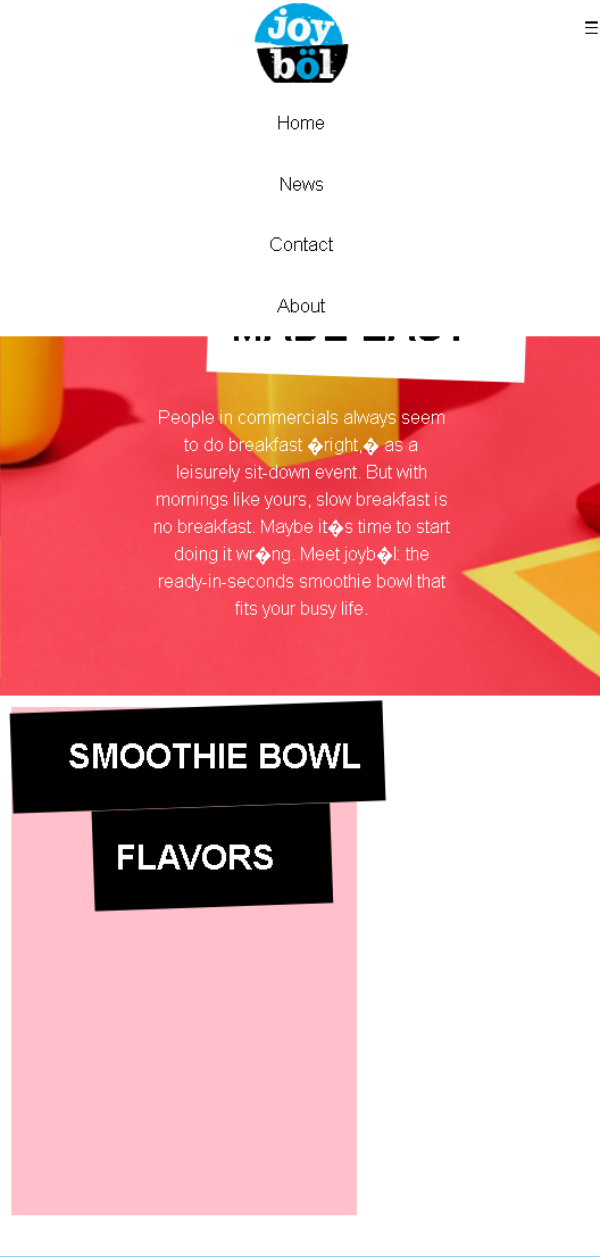 joy
böl
☰
Home
News
Contact
About
MADE EASY
People in commercials always seem
to do breakfast �right,� as a
leisurely sit-down event. But with
mornings like yours, slow breakfast is
no breakfast. Maybe it�s time to start
doing it wr�ng. Meet joyb�l: the
ready-in-seconds smoothie bowl that
fits your busy life.
SMOOTHIE BOWL
FLAVORS